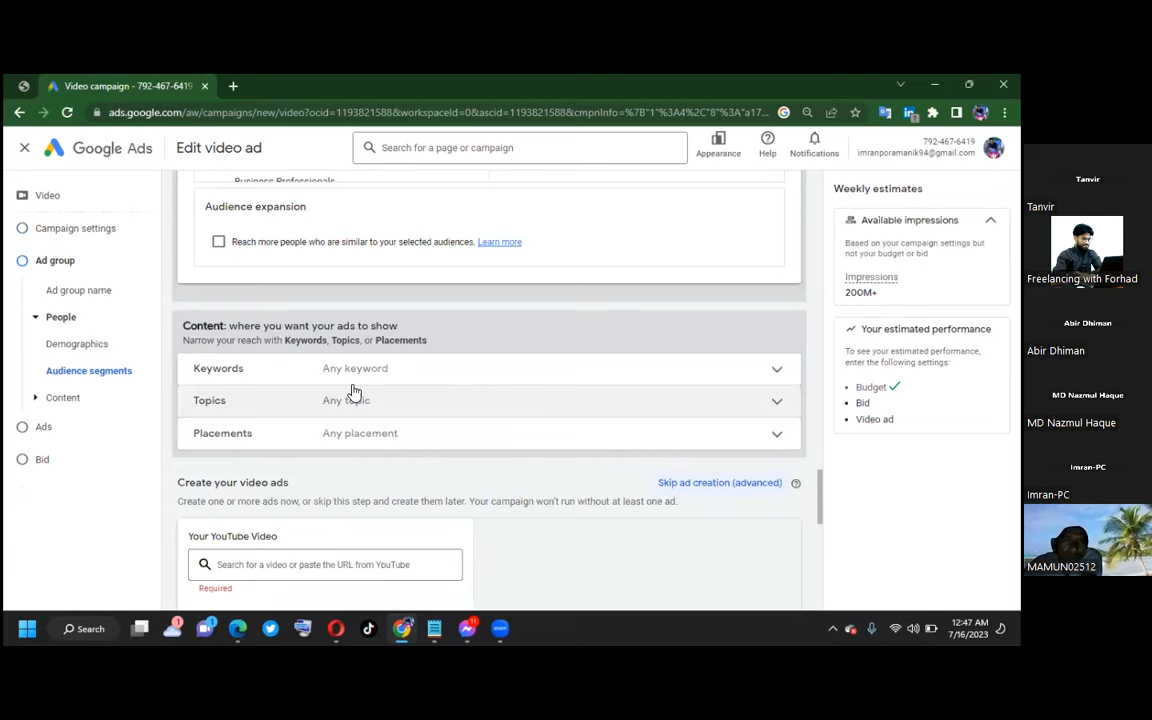 Video campaign - 792-467-6419
ads.google.com/aw/campaigns/new/video?ocid=1193821588&workspaceId=0&ascid=1193821588&cmpnInfo=%7B"1"%3A4%2C"8"%3A"a17...
Google Ads
Edit video ad
Search for a page or campaign
Appearance
Help
Notifications
792-467-6419
imranporamanik94@gmail.com
Video
Campaign settings
Ad group
Ad group name
People
Demographics
Audience segments
Content
Ads
Bid
Business Professionals
Audience expansion
Reach more people who are similar to your selected audiences. Learn more
Content: where you want your ads to show
Narrow your reach with Keywords, Topics, or Placements
Keywords Any keyword
Topics Any topic
Placements Any placement
Create your video ads
Skip ad creation (advanced)
Create one or more ads now, or skip this step and create them later. Your campaign won't run without at least one ad.
Your YouTube Video
Search for a video or paste the URL from YouTube
Required
Weekly estimates
Available impressions
Based on your campaign settings but
not your budget or bid
Impressions
200M+
Your estimated performance
To see your estimated performance,
enter the following settings:
Budget
Bid
Video ad
Tanvir
Tanvir
Freelancing with Forhad
Abir Dhiman
Abir Dhiman
MD Nazmul Haque
MD Nazmul Haque
Imran-PC
Imran-PC
MAMUN02512
Search
12:47 AM
7/16/2023